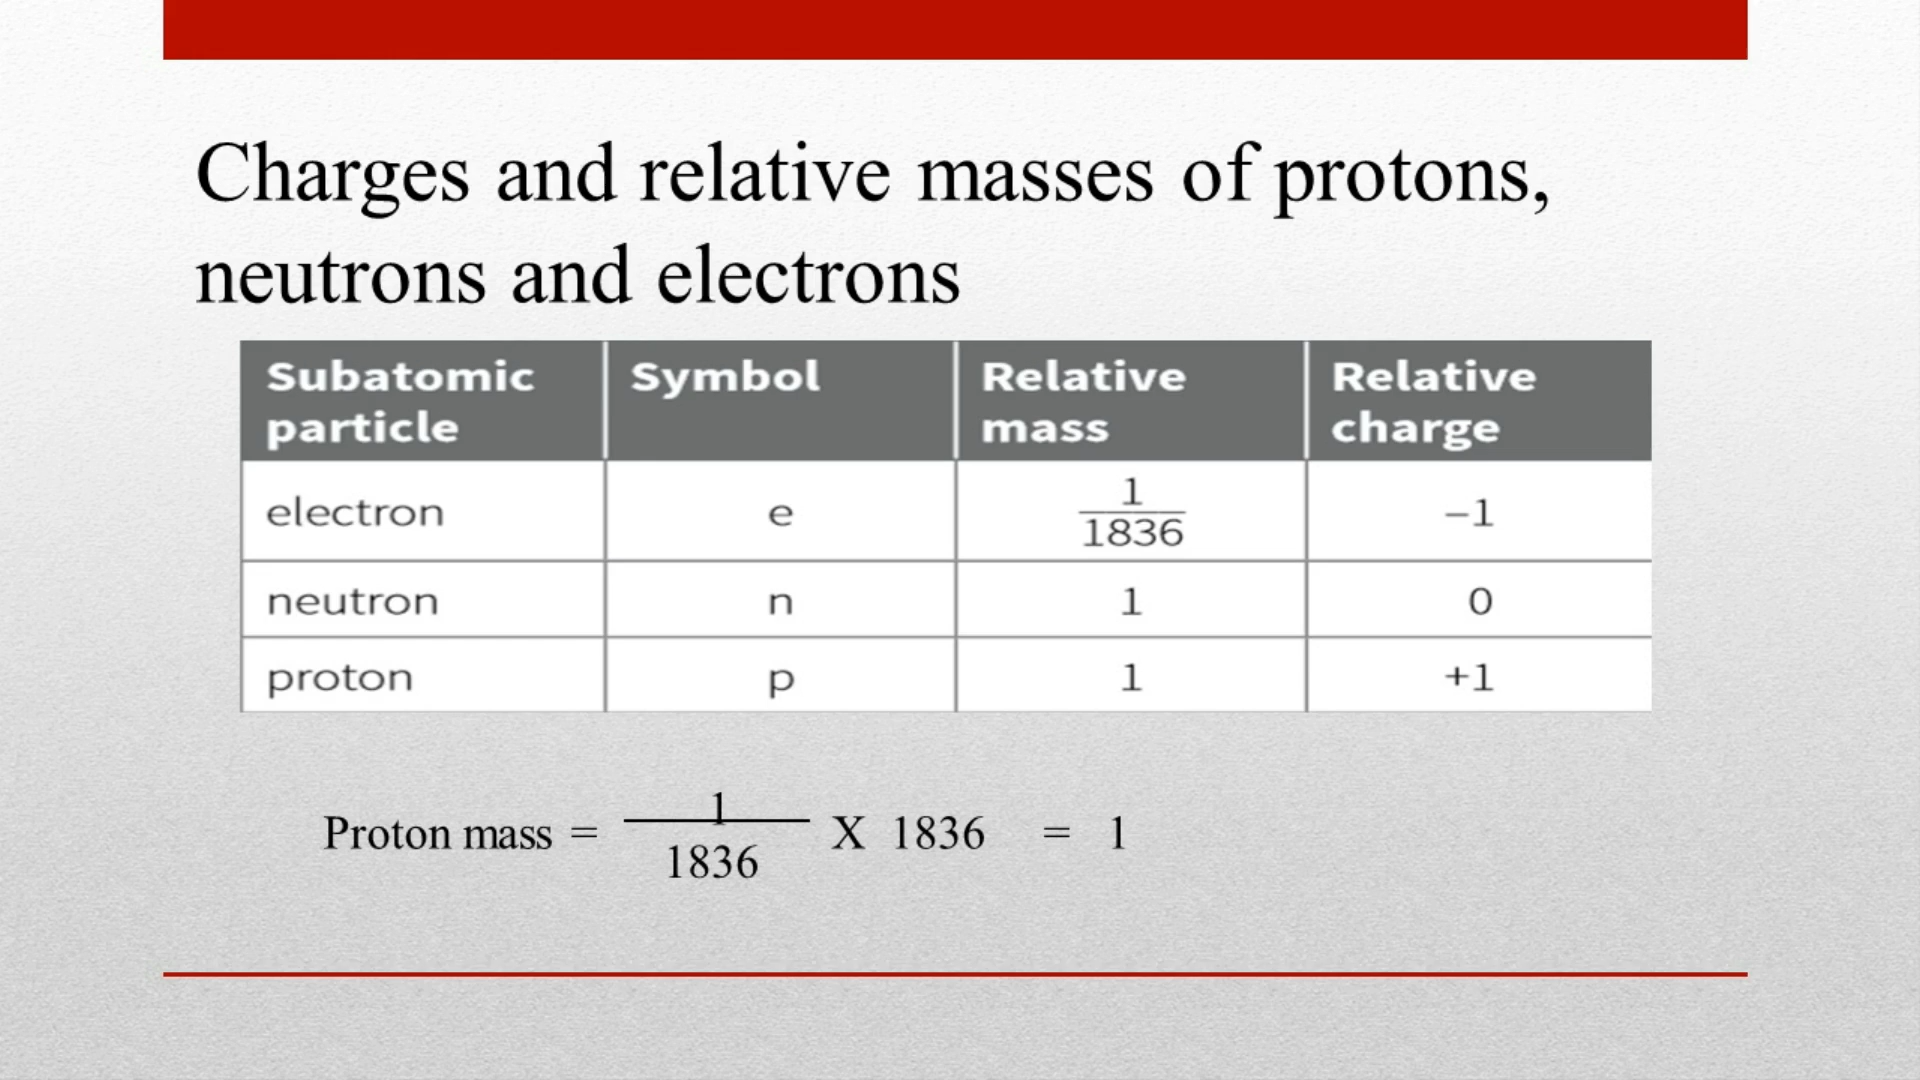 Charges and relative masses of protons,
neutrons and electrons
Subatomic particle Symbol Relative mass Relative charge
electron e 1/1836 −1
neutron n 1 0
proton p 1 +1
Proton mass = 1/1836 X 1836 = 1